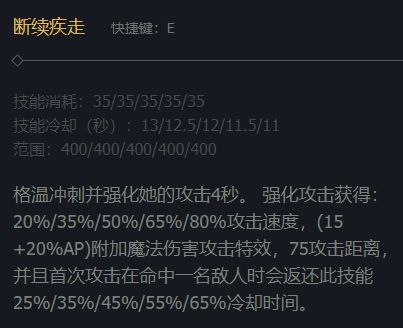 断续疾走 快捷键：E
技能消耗：35/35/35/35/35
技能冷却（秒）：13/12.5/12/11.5/11
范围：400/400/400/400/400
格温冲刺并强化她的攻击4秒。 强化攻击获得：
20%/35%/50%/65%/80%攻击速度，(15
+20%AP)附加魔法伤害攻击特效，75攻击距离，
并且首次攻击在命中一名敌人时会返还此技能
25%/35%/45%/55%/65%冷却时间。